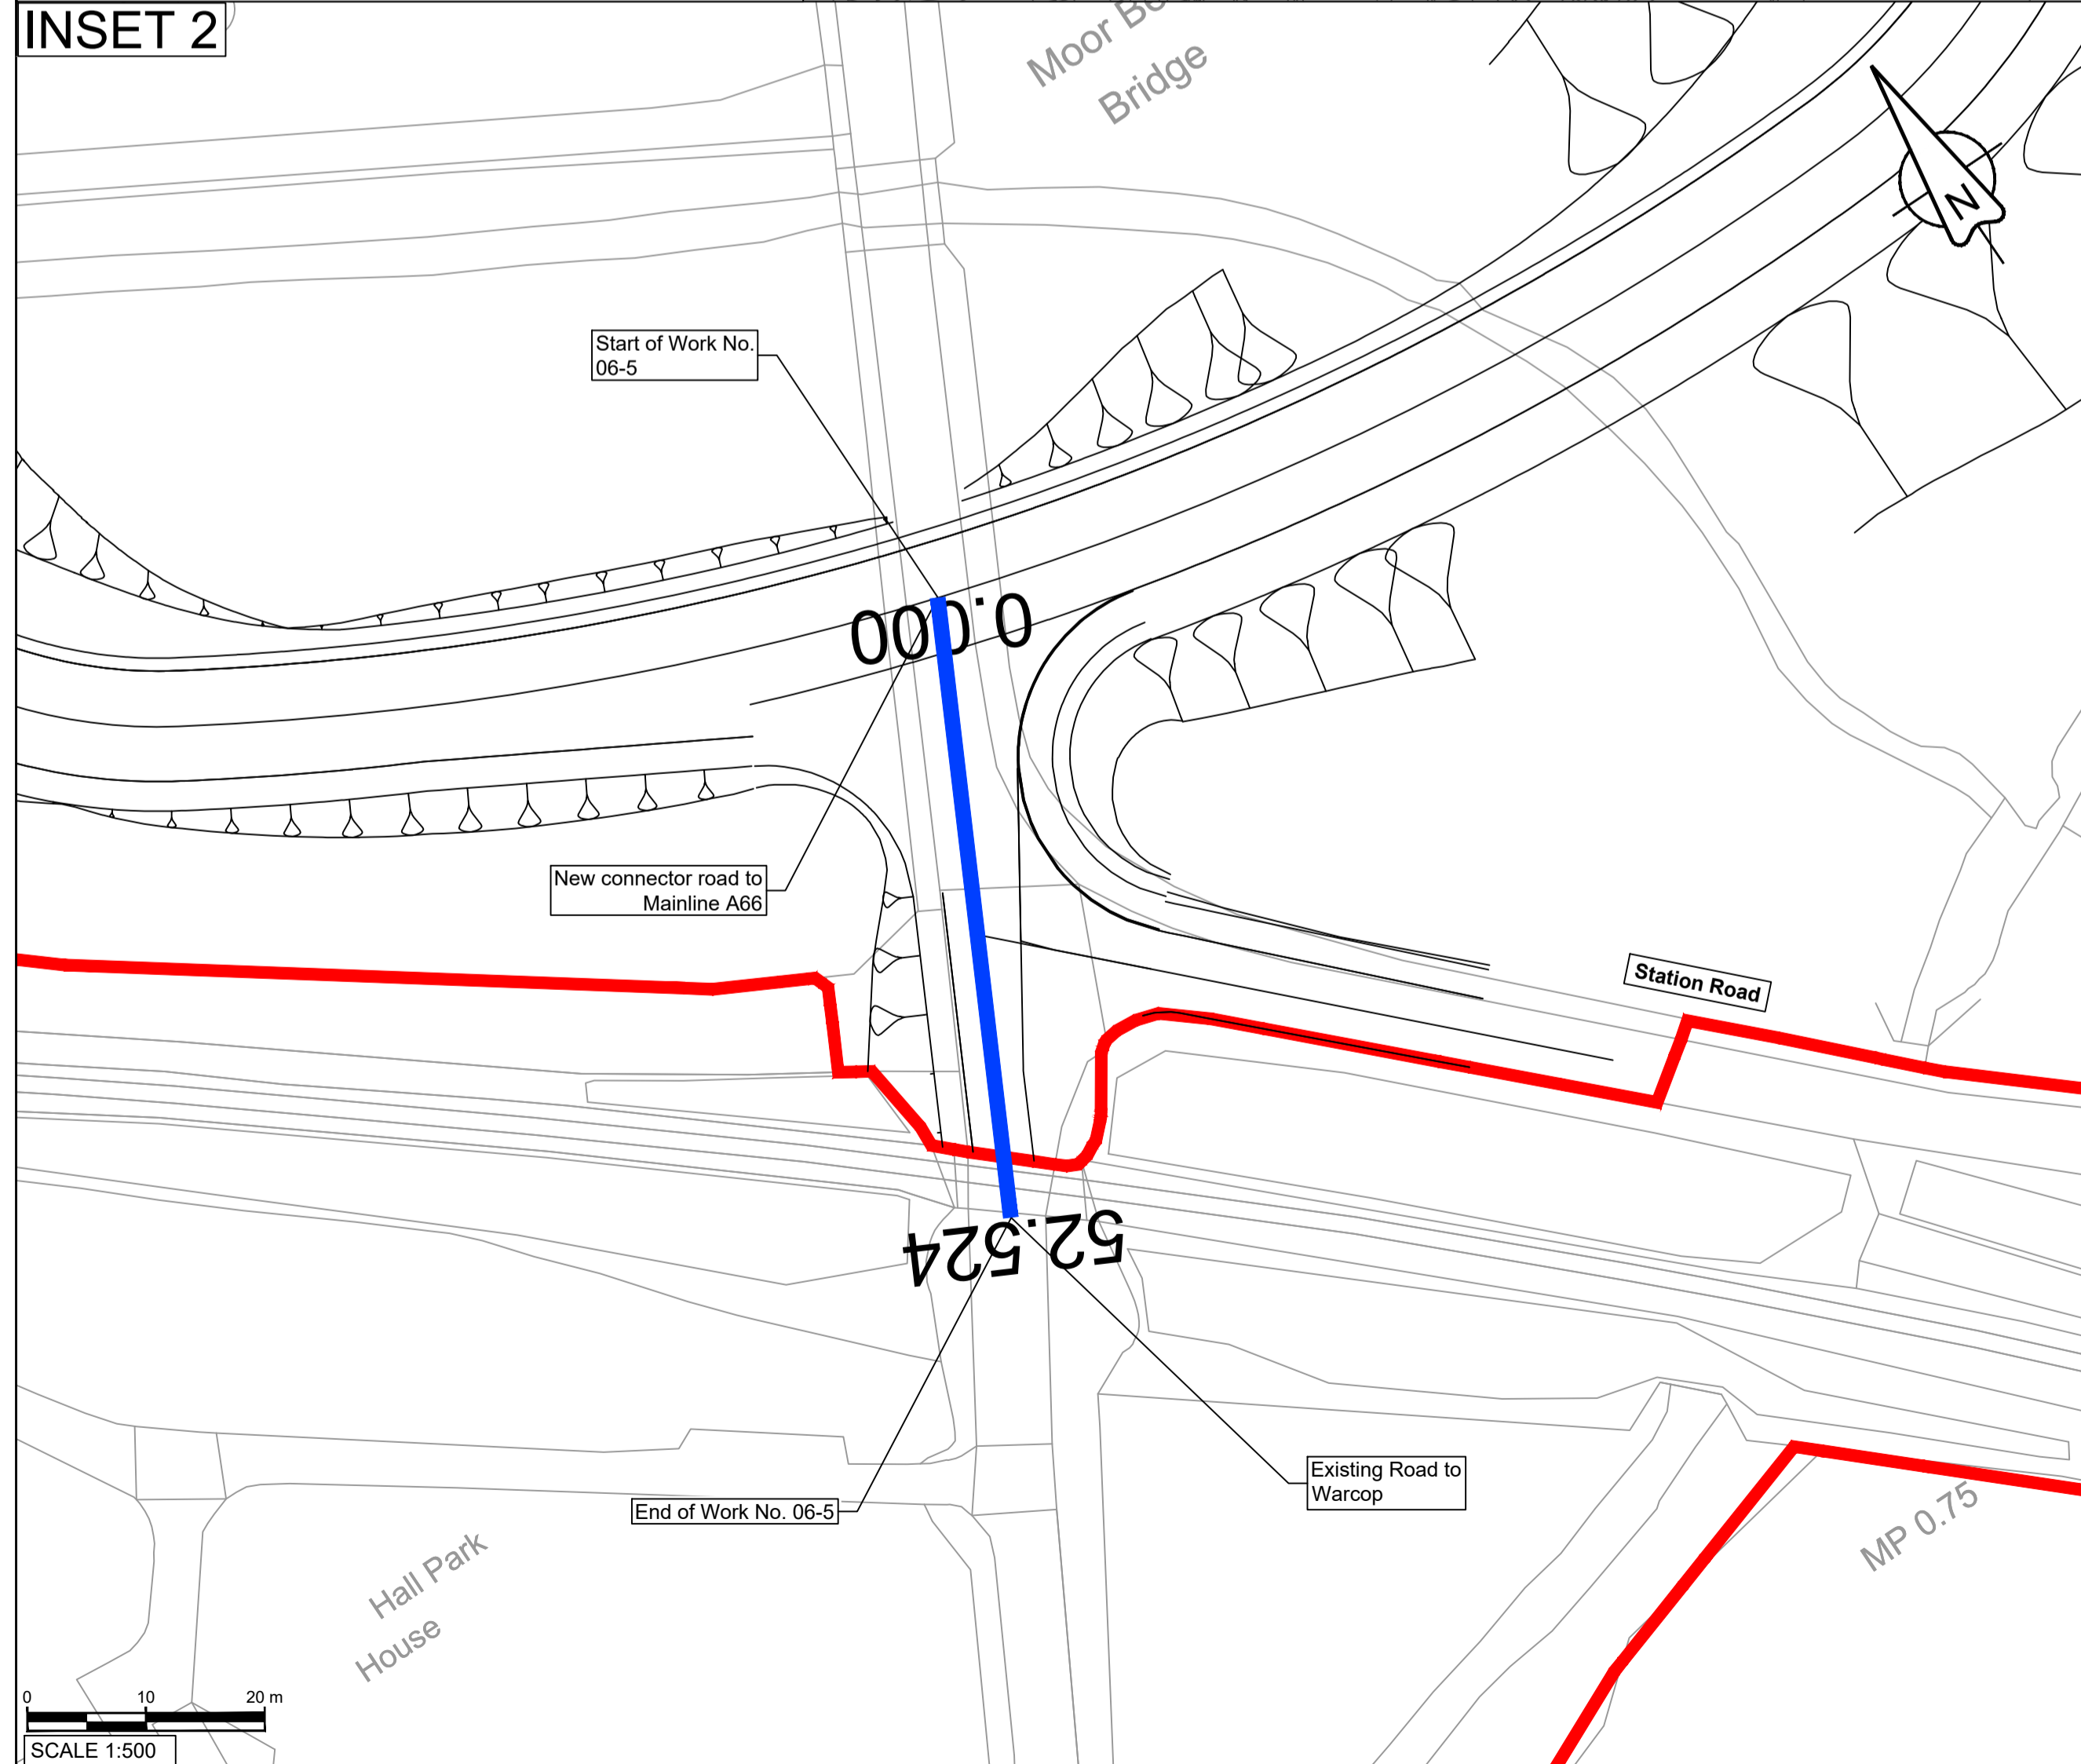 INSET 2
Moor
Bridge
N
Start of Work No.
06-5
0.000
New connector road to
Mainline A66
Station Road
52.524
Existing Road to
Warcop
End of Work No. 06-5
MP 0.75
Hall Park
House
0 10 20 m
SCALE 1:500